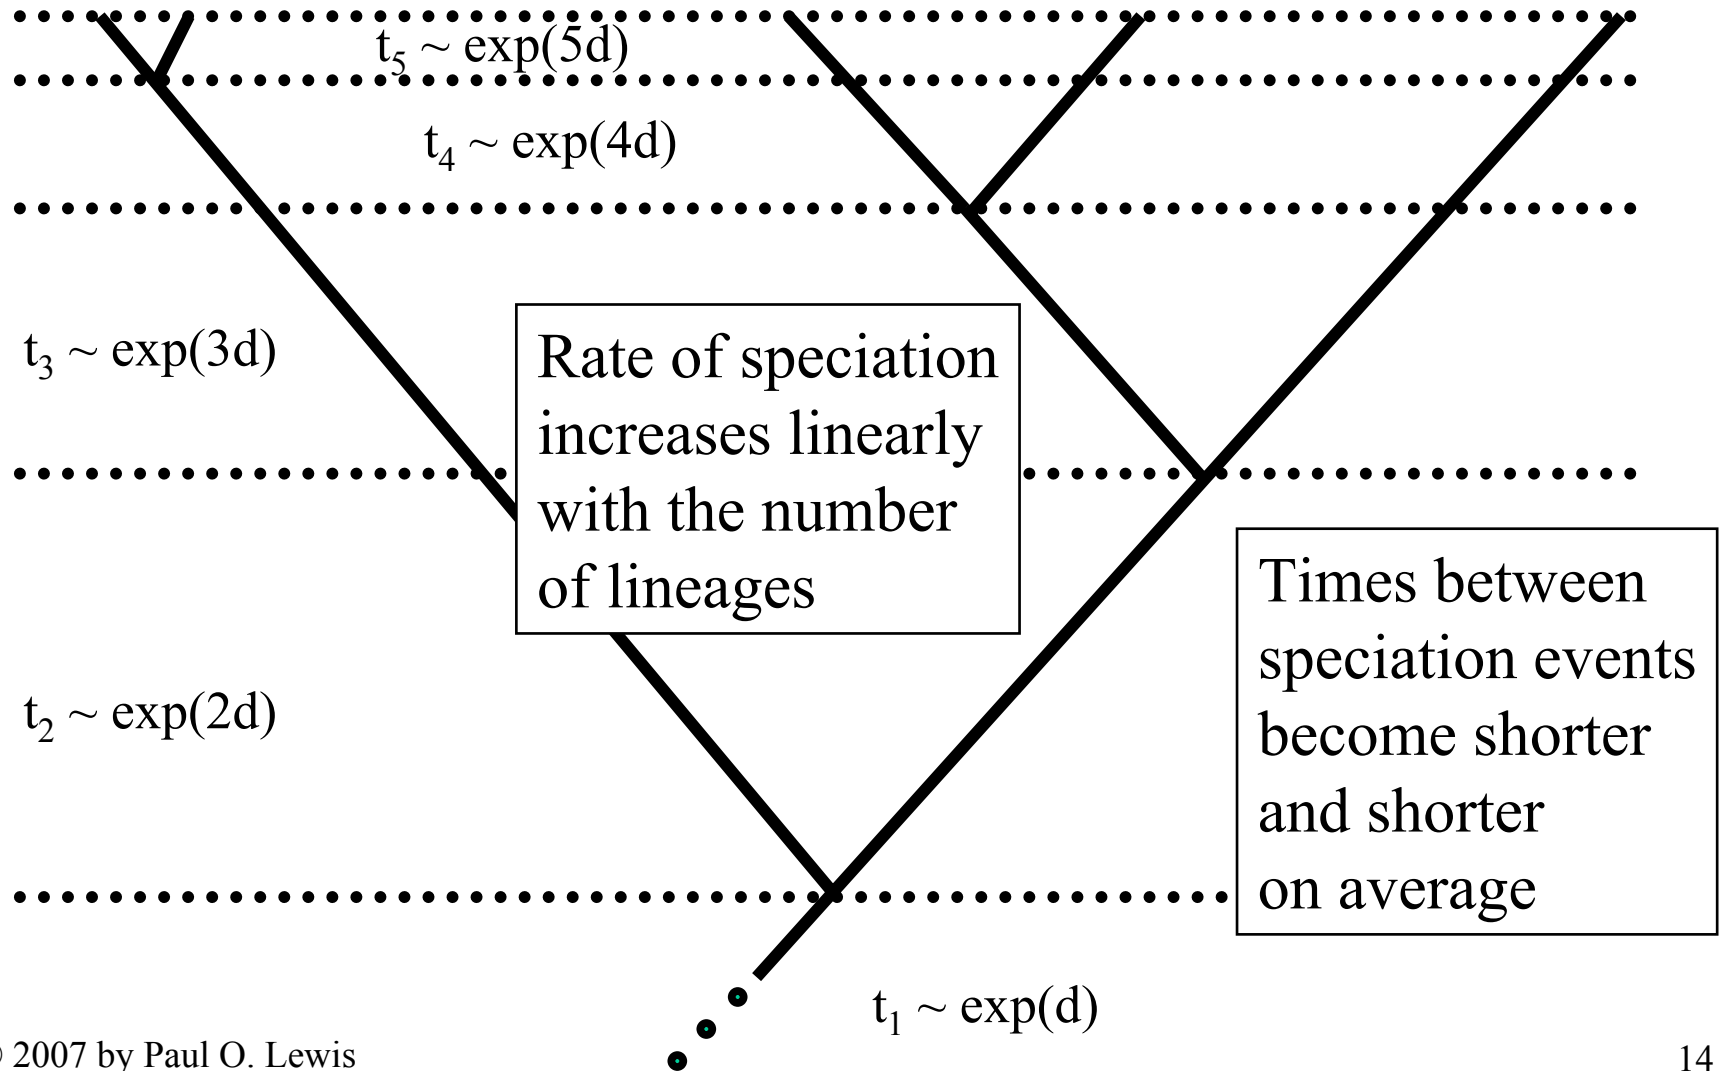 t₅ ~ exp(5d)
t₄ ~ exp(4d)
t₃ ~ exp(3d)
Rate of speciation
increases linearly
with the number
of lineages
Times between
speciation events
become shorter
and shorter
on average
t₂ ~ exp(2d)
t₁ ~ exp(d)
© 2007 by Paul O. Lewis
14